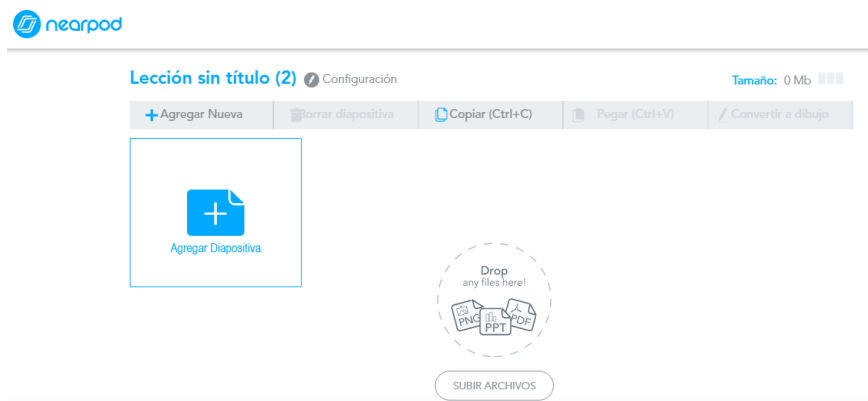 nearpod
Lección sin título (2) Configuración Tamaño: 0 Mb
Agregar Nueva Borrar diapositiva Copiar (Ctrl+C) Pegar (Ctrl+V) Convertir a dibujo
Agregar Diapositiva
Drop
any files here!
PNG PPT PDF
SUBIR ARCHIVOS